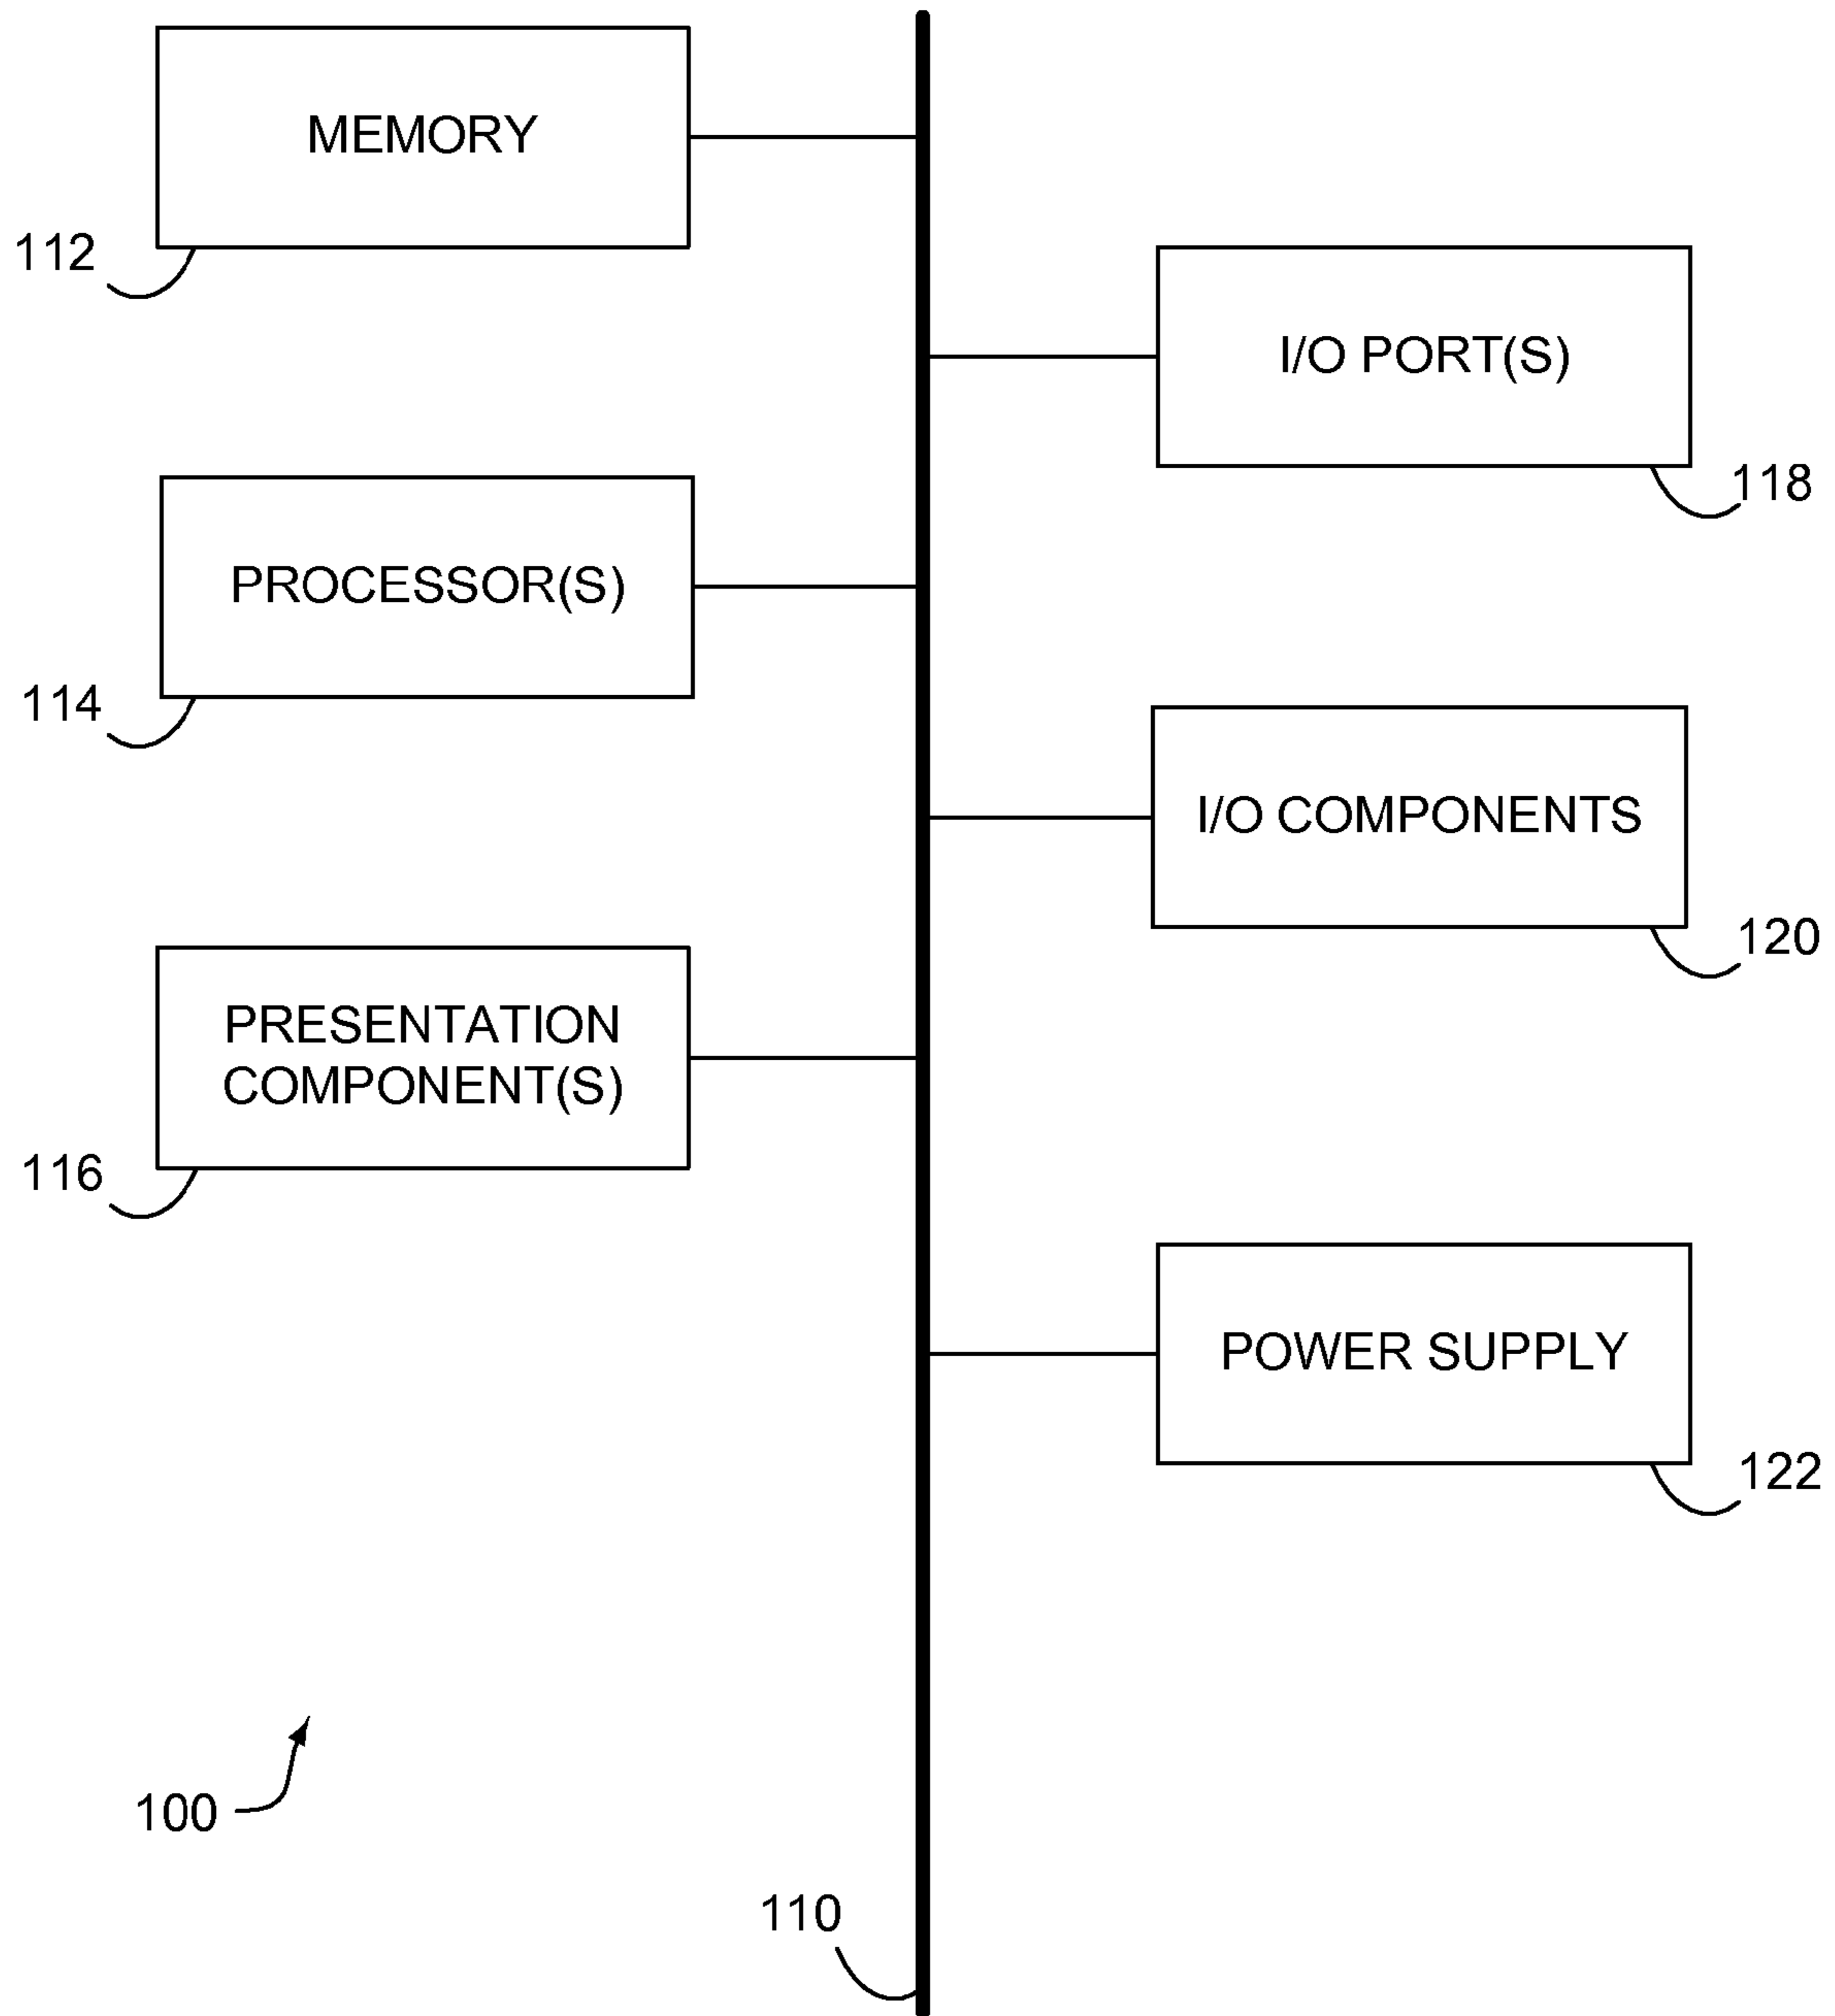 MEMORY
112
I/O PORT(S)
118
PROCESSOR(S)
114
I/O COMPONENTS
120
PRESENTATION
COMPONENT(S)
116
POWER SUPPLY
122
100
110